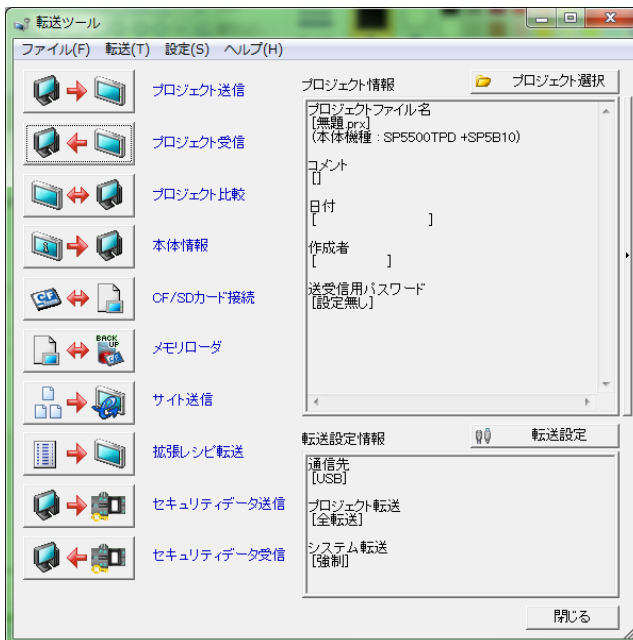 転送ツール
ファイル(F) 転送(T) 設定(S) ヘルプ(H)
プロジェクト送信
プロジェクト受信
プロジェクト比較
本体情報
CF/SDカード接続
BACK UP
メモリローダ
サイト送信
拡張レシピ転送
セキュリティデータ送信
セキュリティデータ受信
プロジェクト情報
プロジェクト選択
プロジェクトファイル名
[無題.prx]
(本体機種 : SP5500TPD +SP5B10)
コメント
[]
日付
[ ]
作成者
[ ]
送受信用パスワード
[設定無し]
転送設定情報
転送設定
通信先
[USB]
プロジェクト転送
[全転送]
システム転送
[強制]
閉じる